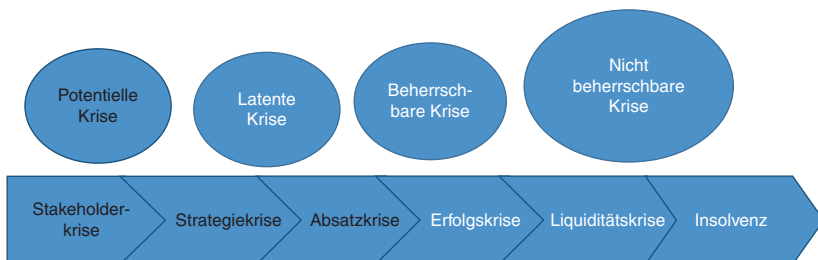 Potentielle
Krise
Latente
Krise
Beherrsch-
bare Krise
Nicht
beherrschbare
Krise
Stakeholder-
krise
Strategiekrise
Absatzkrise
Erfolgskrise
Liquiditätskrise
Insolvenz